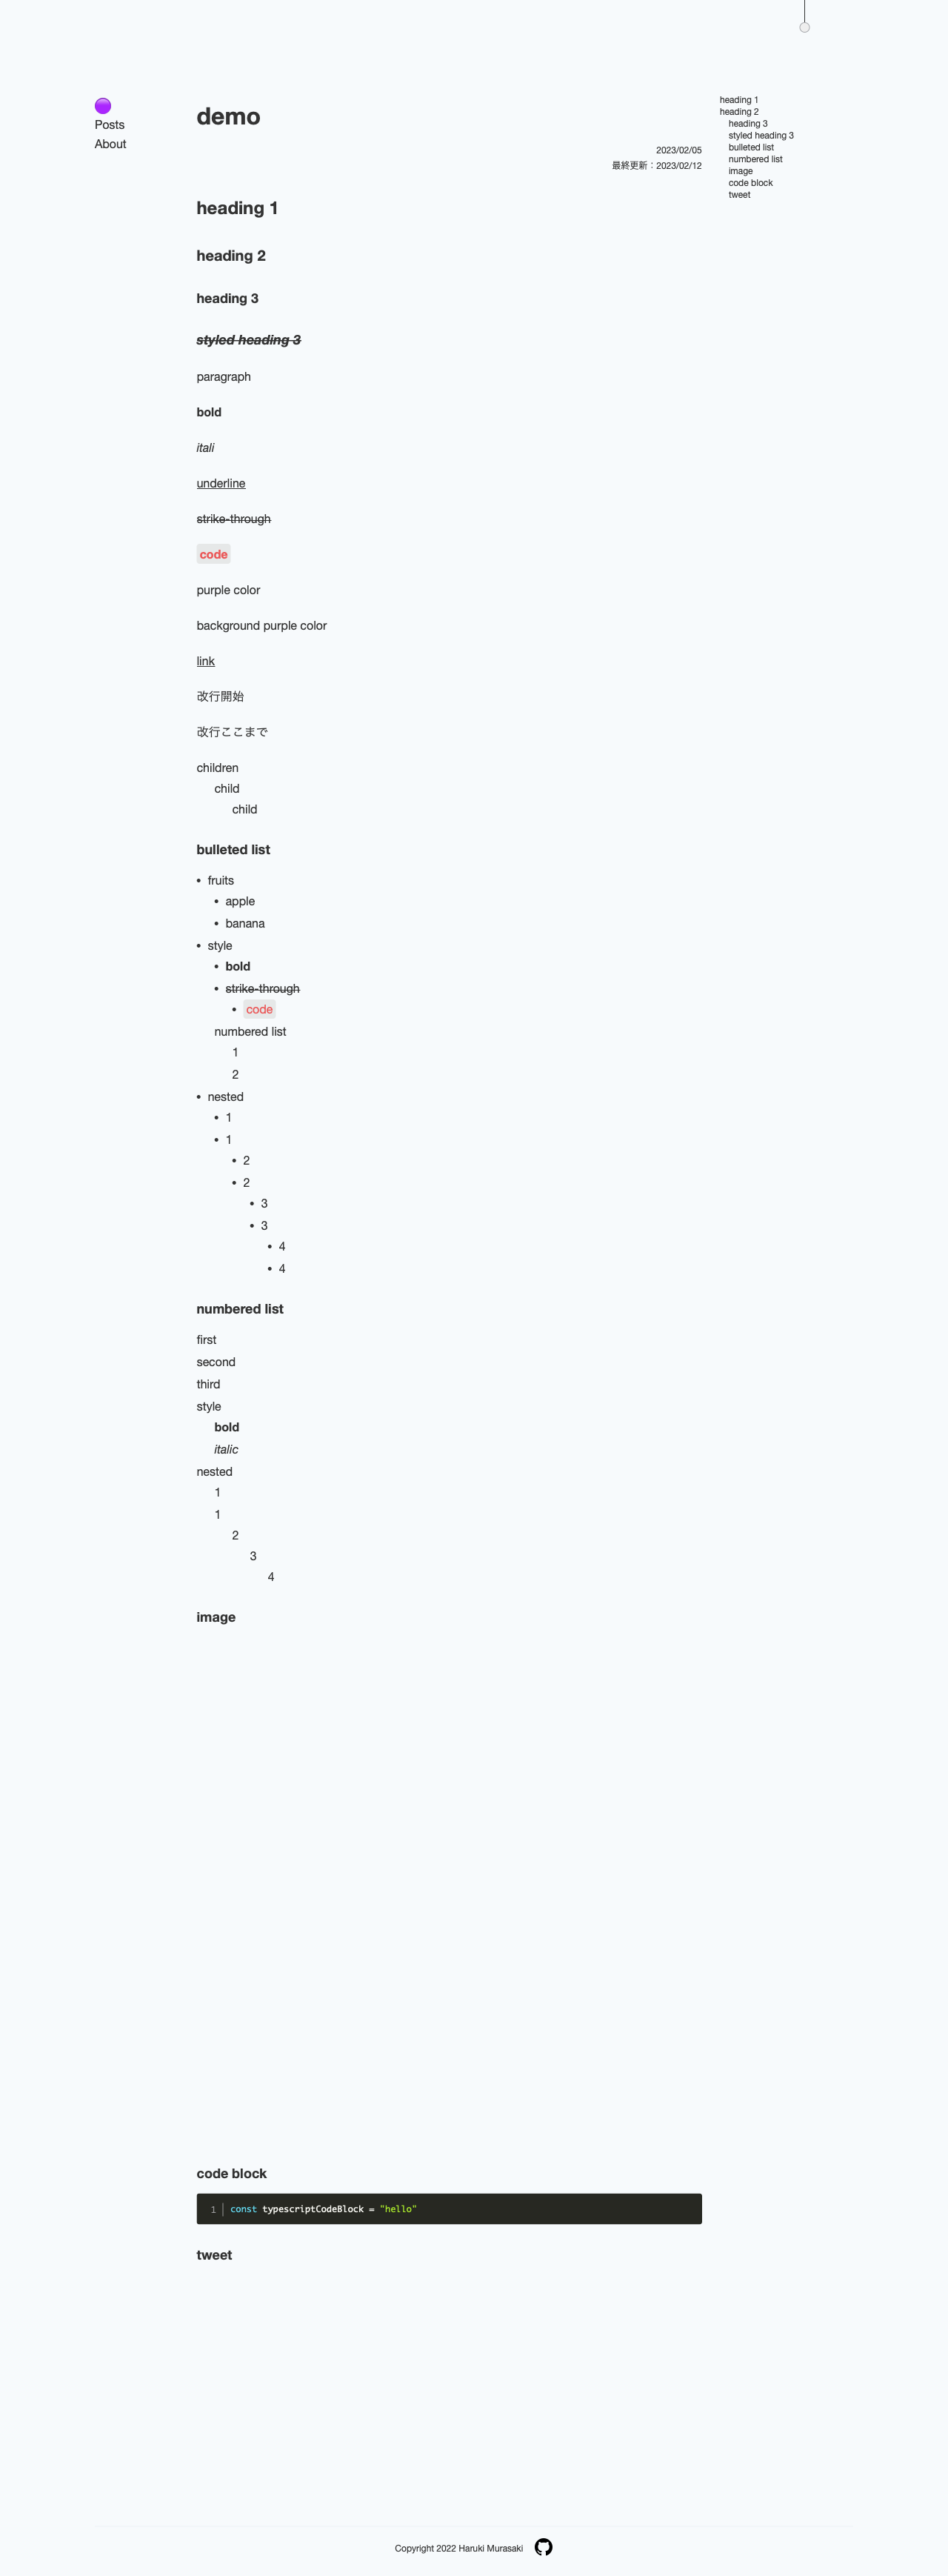 Posts
About
demo
2023/02/05
最終更新：2023/02/12
heading 1
heading 2
heading 3
styled heading 3
bulleted list
numbered list
image
code block
tweet
heading 1
heading 2
heading 3
styled heading 3
paragraph
bold
itali
underline
strike-through
code
purple color
background purple color
link
改行開始
改行ここまで
children
child
child
bulleted list
• fruits
• apple
• banana
• style
• bold
• strike-through
• code
numbered list
1
2
• nested
• 1
• 1
• 2
• 2
• 3
• 3
• 4
• 4
numbered list
first
second
third
style
bold
italic
nested
1
1
2
3
4
image
code block
1 const typescriptCodeBlock = "hello"
tweet
Copyright 2022 Haruki Murasaki